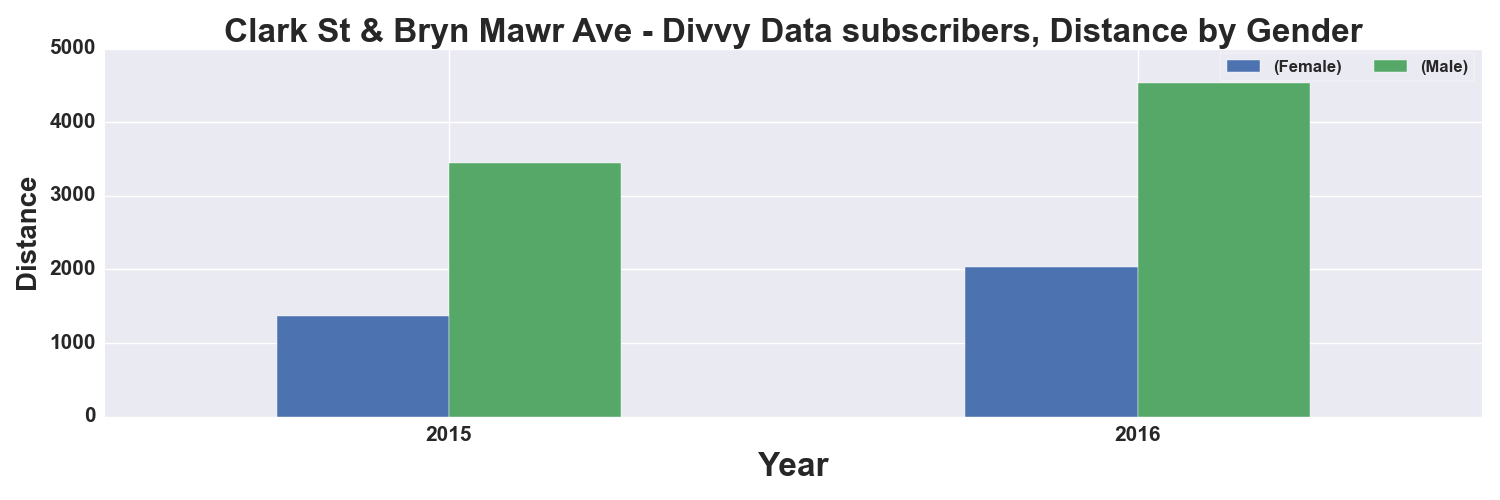 Clark St & Bryn Mawr Ave - Divvy Data subscribers, Distance by Gender
(Female) (Male)
Distance
5000
4000
3000
2000
1000
0
2015 2016
Year